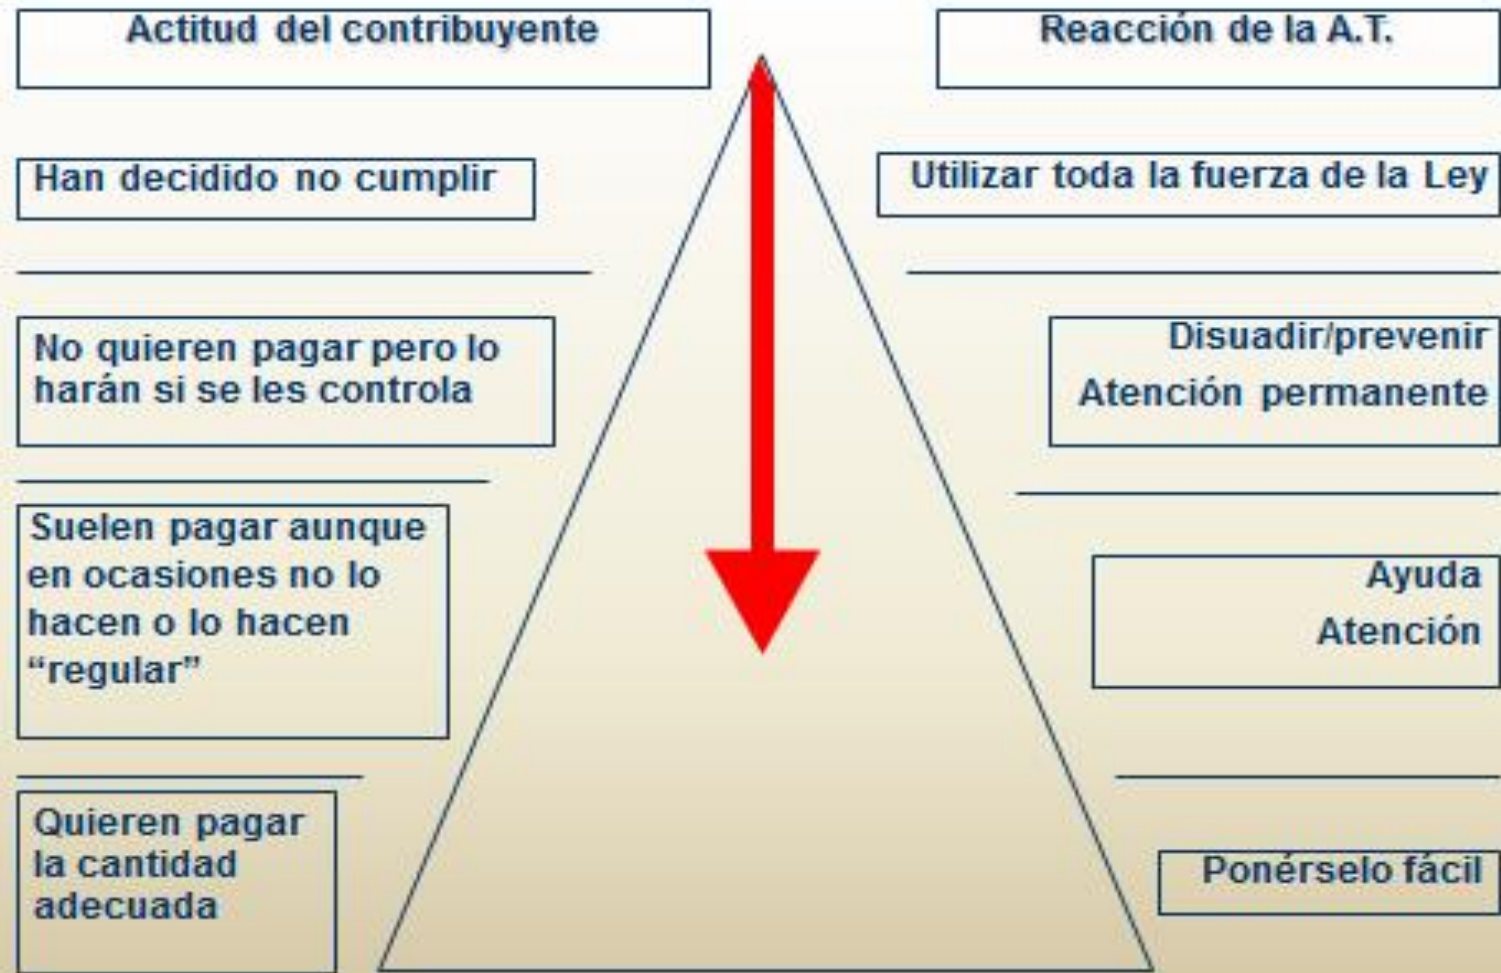 Actitud del contribuyente
Reacción de la A.T.
Han decidido no cumplir
Utilizar toda la fuerza de la Ley
No quieren pagar pero lo
harán si se les controla
Disuadir/prevenir
Atención permanente
Suelen pagar aunque
en ocasiones no lo
hacen o lo hacen
“regular”
Ayuda
Atención
Quieren pagar
la cantidad
adecuada
Ponérselo fácil